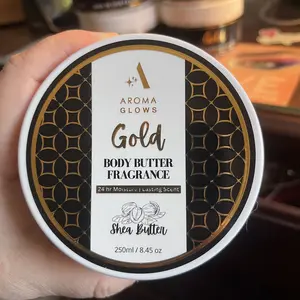 AROMA
GLOWS
Gold
BODY BUTTER
FRAGRANCE
24 hr Moisture | Lasting Scent
Shea Butter
250ml / 8.45 oz